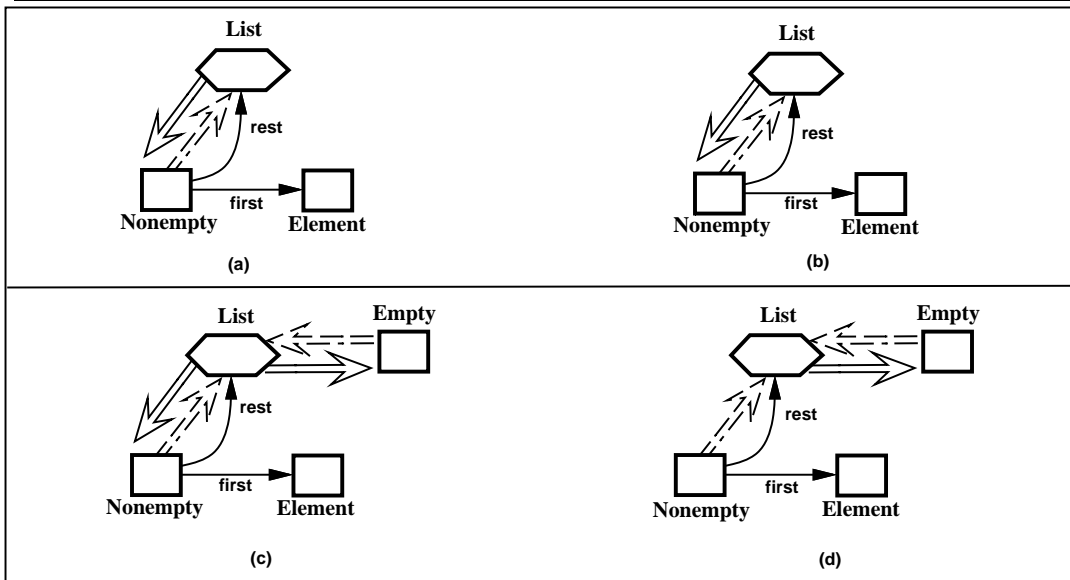 List
rest
first
Nonempty
Element
(a)
List
rest
first
Nonempty
Element
(b)
List
Empty
rest
first
Nonempty
Element
(c)
List
Empty
rest
first
Nonempty
Element
(d)